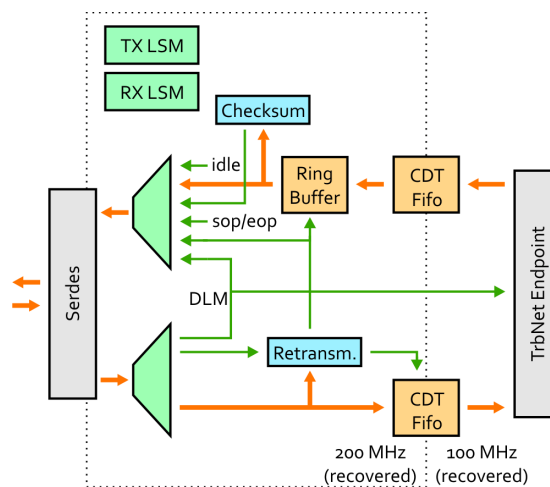 TX LSM
RX LSM
Checksum
idle
Ring
Buffer
CDT
Fifo
sop/eop
Serdes
DLM
TrbNet Endpoint
Retransm.
CDT
Fifo
200 MHz
(recovered)
100 MHz
(recovered)